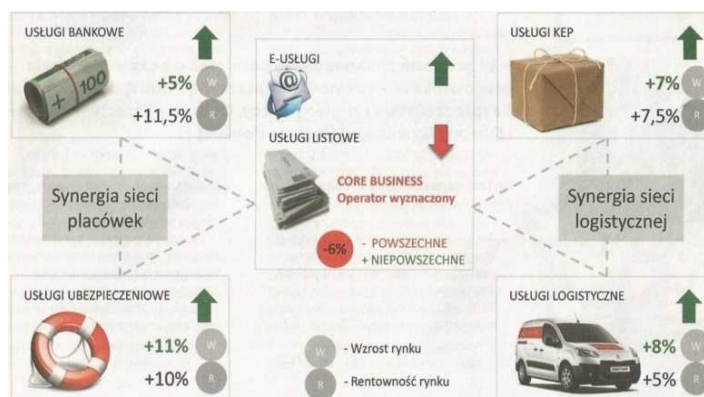 USŁUGI BANKOWE
+5% W
+11,5% R
E-USŁUGI
@
USŁUGI LISTOWE
CORE BUSINESS
Operator wyznaczony
-6%
- POWSZECHNE
+ NIEPOWSZECHNE
USŁUGI KEP
+7% W
+7,5% R
Synergia sieci
placówek
Synergia sieci
logistycznej
USŁUGI UBEZPIECZENIOWE
+11% W
+10% R
W - Wzrost rynku
R - Rentowność rynku
USŁUGI LOGISTYCZNE
+8% W
+5% R
+ 100